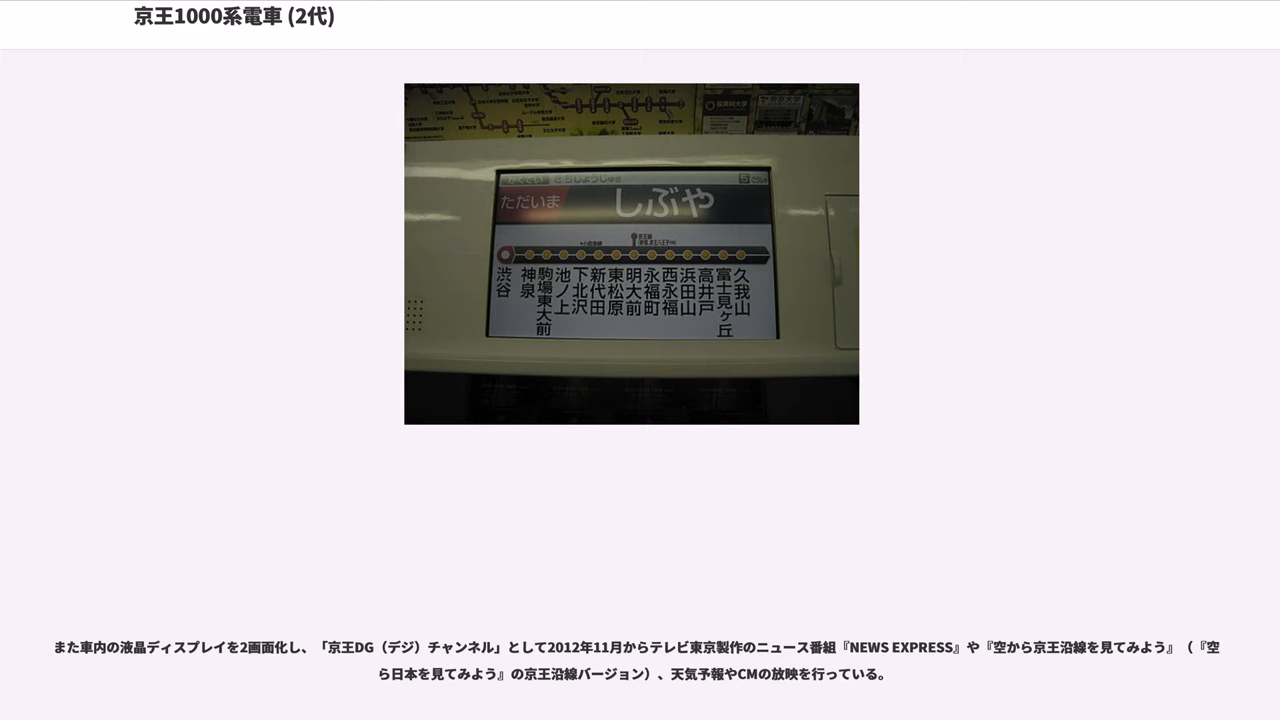 京王1000系電車 (2代)
ただいま
しぶや
5
小田急線
京王線
渋谷
神泉
駒場東大前
池ノ上
下北沢
新代田
東松原
明大前
永福町
西永福
浜田山
高井戸
富士見ヶ丘
久我山
また車内の液晶ディスプレイを2画面化し、「京王DG（デジ）チャンネル」として2012年11月からテレビ東京製作のニュース番組『NEWS EXPRESS』や『空から京王沿線を見てみよう』（『空
ら日本を見てみよう』の京王沿線バージョン）、天気予報やCMの放映を行っている。